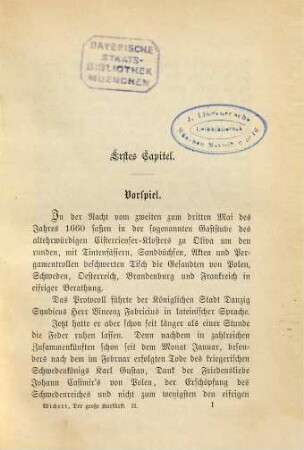 BAYERISCHE
STAATS-
BIBLIOTHEK
MUENCHEN
Erstes Capitel.
Vorspiel.
In der Nacht vom zweiten zum dritten Mai des
Jahres 1660 saßen in der sogenannten Gaststube des
altehrwürdigen Cisterzienser-Klosters zu Oliva um den
runden, mit Tintenfässern, Sandbüchsen, Akten und Per-
gamentrollen beschwerten Tisch die Gesandten von Polen,
Schweden, Oesterreich, Brandenburg und Frankreich in
eifriger Berathung.
Das Protocoll führte der Königlichen Stadt Danzig
Syndicus Herr Vincenz Fabricius in lateinischer Sprache.
Jetzt hatte er aber schon seit länger als einer Stunde
die Feder ruhen lassen. Denn nachdem in zahlreichen
Zusammenkünften schon seit dem Monat Januar, beson-
ders nach dem im Februar erfolgten Tode des kriegerischen
Schwedenkönigs Karl Gustav, Dank der Friedensliebe
Johann Casimir's von Polen, der Erschöpfung des
Schwedenreiches und nicht zum wenigsten den eifrigen
Wichert, Der große Kurfürst. II. 1